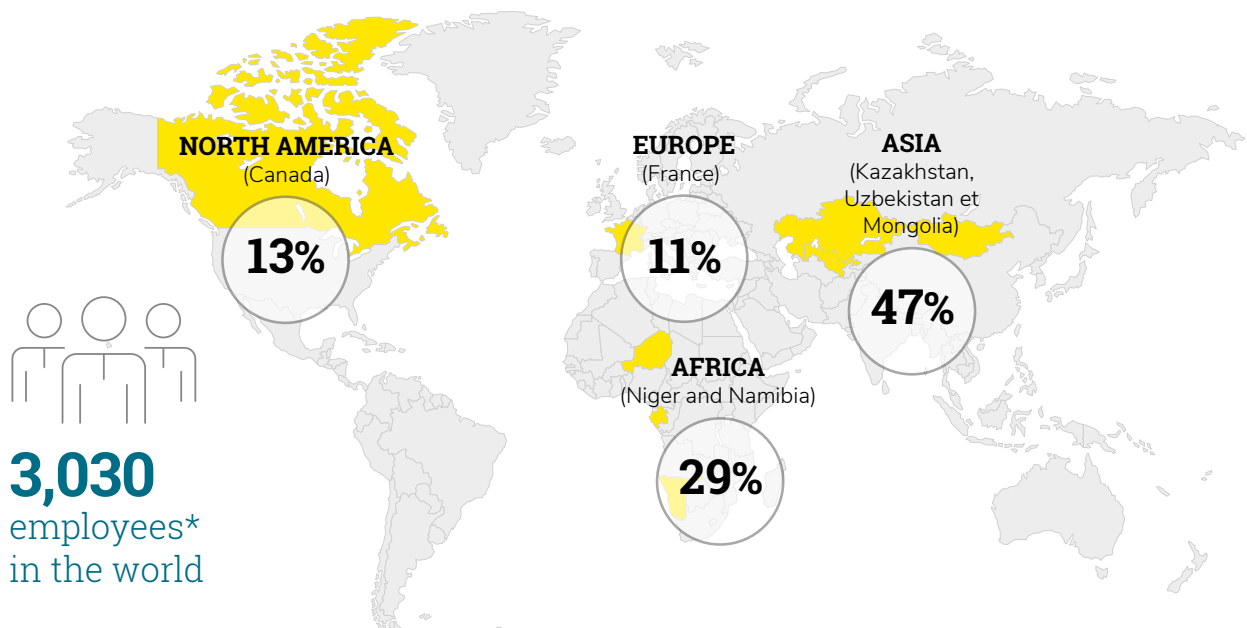 NORTH AMERICA
(Canada)
13%
EUROPE
(France)
11%
ASIA
(Kazakhstan,
Uzbekistan et
Mongolia)
47%
AFRICA
(Niger and Namibia)
29%
3,030
employees*
in the world